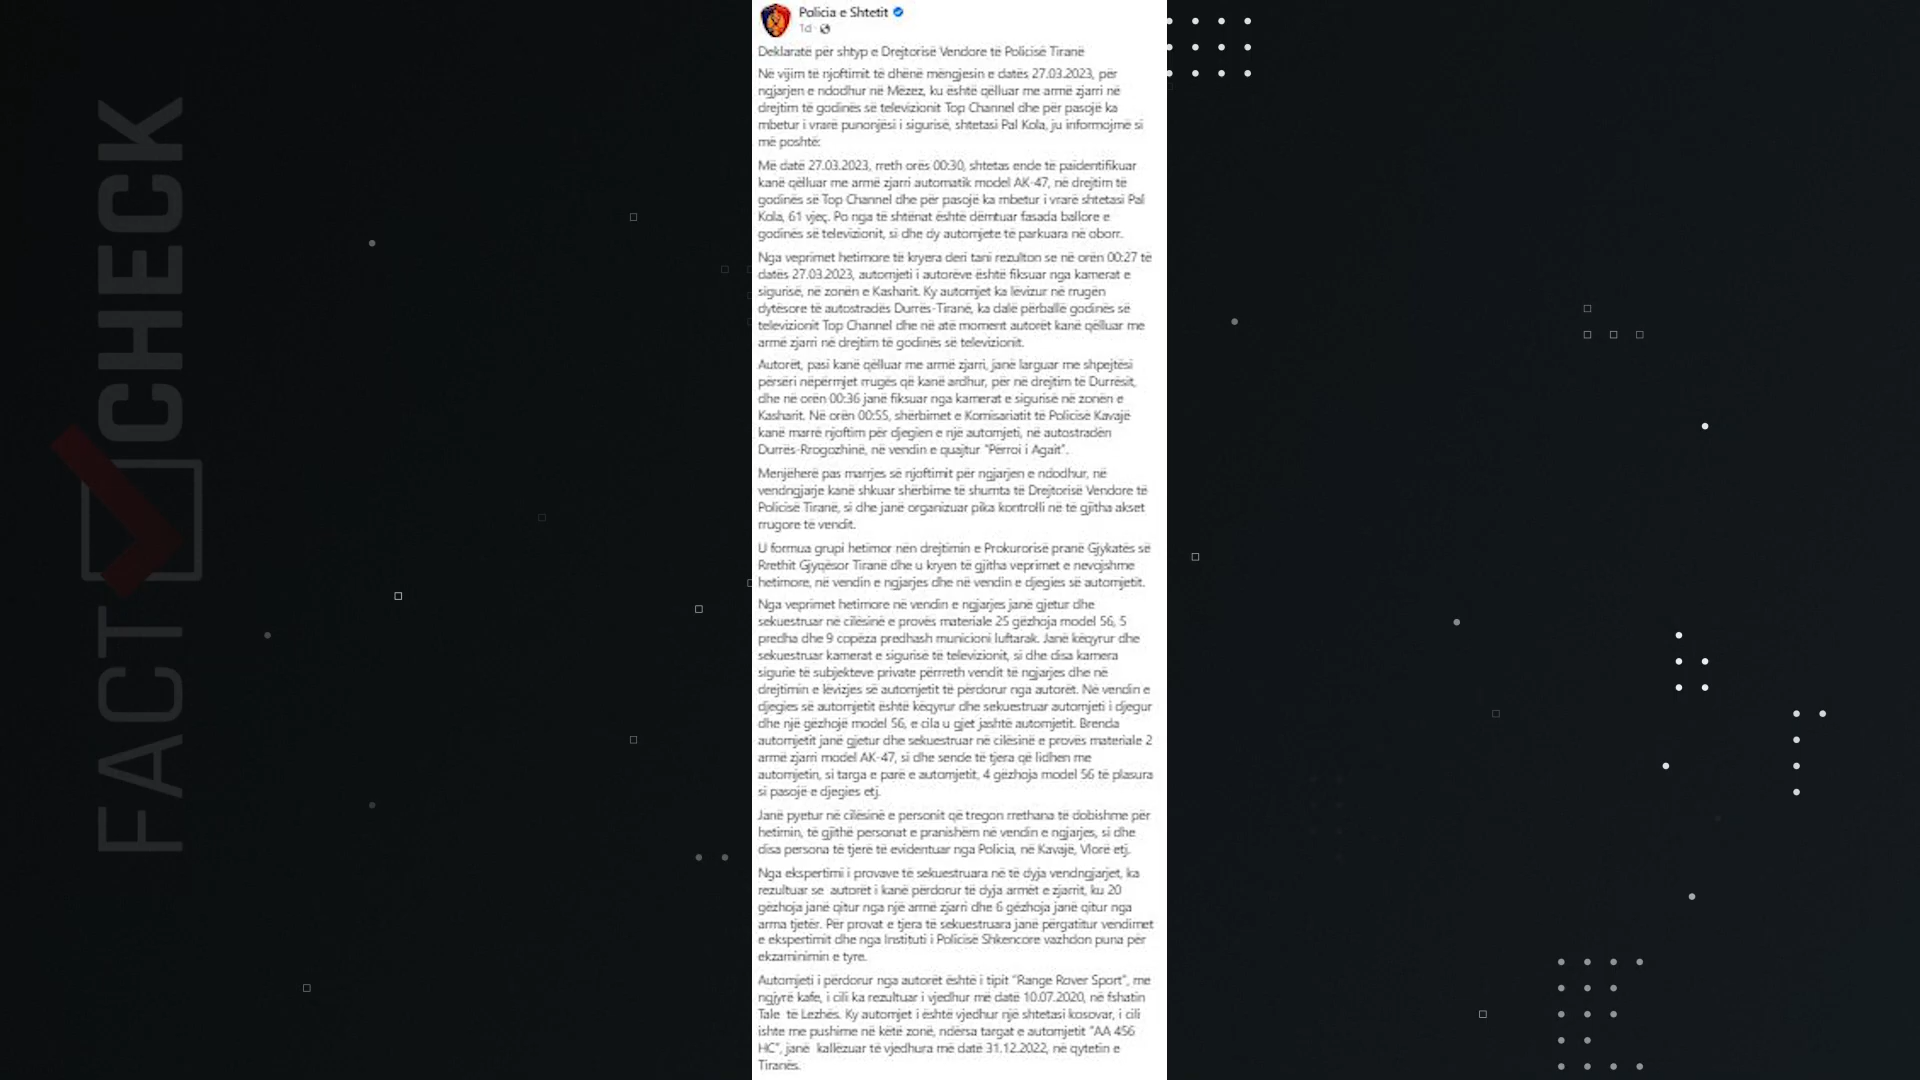 FACT CHECK
Policia e Shtetit
1d
Deklaratë për shtyp e Drejtorisë Vendore të Policisë Tiranë
Në vijim të njoftimit të dhënë mëngjesin e datës 27.03.2023, për
ngjarjen e ndodhur në Mëzez, ku është qëlluar me armë zjarri në
drejtim të godinës së televizionit Top Channel dhe për pasojë ka
mbetur i vrarë punonjësi i sigurisë, shtetasi Pal Kola, ju informojmë si
më poshtë:
Më datë 27.03.2023, rreth orës 00:30, shtetas ende të paidentifikuar
kanë qëlluar me armë zjarri automatik model AK-47, në drejtim të
godinës së Top Channel dhe për pasojë ka mbetur i vrarë shtetasi Pal
Kola, 61 vjeç. Po nga të shtënat është dëmtuar fasada ballore e
godinës së televizionit, si dhe dy automjete të parkuara në oborr.
Nga veprimet hetimore të kryera deri tani rezulton se në orën 00:27 të
datës 27.03.2023, automjeti i autorëve është fiksuar nga kamerat e
sigurisë, në zonën e Kasharit. Ky automjet ka lëvizur në rrugën
dytësore të autostradës Durrës-Tiranë, ka dalë përballë godinës së
televizionit Top Channel dhe në atë moment autorët kanë qëlluar me
armë zjarri në drejtim të godinës së televizionit.
Autorët, pasi kanë qëlluar me armë zjarri, janë larguar me shpejtësi
përsëri nëpërmjet rrugës që kanë ardhur, për në drejtim të Durrësit,
dhe në orën 00:36 janë fiksuar nga kamerat e sigurisë në zonën e
Kasharit. Në orën 00:55, shërbimet e Komisariatit të Policisë Kavajë
kanë marrë njoftim për djegien e një automjeti, në autostradën
Durrës-Rrogozhinë, në vendin e quajtur "Përroi i Agait".
Menjëherë pas marrjes së njoftimit për ngjarjen e ndodhur, në
vendngjarje kanë shkuar shërbime të shumta të Drejtorisë Vendore të
Policisë Tiranë, si dhe janë organizuar pika kontrolli në të gjitha akset
rrugore të vendit.
U formua grupi hetimor nën drejtimin e Prokurorisë pranë Gjykatës së
Rrethit Gjyqësor Tiranë dhe u kryen të gjitha veprimet e nevojshme
hetimore, në vendin e ngjarjes dhe në vendin e djegies së automjetit.
Nga veprimet hetimore në vendin e ngjarjes janë gjetur dhe
sekuestruar në cilësinë e provës materiale 25 gëzhoja model 56, 5
predha dhe 9 copëza predhash municioni luftarak. Janë këqyrur dhe
sekuestruar kamerat e sigurisë të televizionit, si dhe disa kamera
sigurie të subjekteve private përrreth vendit të ngjarjes dhe në
drejtimin e lëvizjes së automjetit të përdorur nga autorët. Në vendin e
djegies së automjetit është këqyrur dhe sekuestruar automjeti i djegur
dhe një gëzhojë model 56, e cila u gjet jashtë automjetit. Brenda
automjetit janë gjetur dhe sekuestruar në cilësinë e provës materiale 2
armë zjarri model AK-47, si dhe sende të tjera që lidhen me
automjetin, si targa e parë e automjetit, 4 gëzhoja model 56 të plasura
si pasojë e djegies etj.
Janë pyetur në cilësinë e personit që tregon rrethana të dobishme për
hetimin, të gjithë personat e pranishëm në vendin e ngjarjes, si dhe
disa persona të tjerë të evidentuar nga Policia, në Kavajë, Vlorë etj.
Nga ekspertimi i provave të sekuestruara në të dyja vendngjarjet, ka
rezultuar se autorët i kanë përdorur të dyja armët e zjarrit, ku 20
gëzhoja janë qitur nga një armë zjarri dhe 6 gëzhoja janë qitur nga
arma tjetër. Për provat e tjera të sekuestruara janë përgatitur vendimet
e ekspertimit dhe nga Instituti i Policisë Shkencore vazhdon puna për
ekzaminimin e tyre.
Automjeti i përdorur nga autorët është i tipit "Range Rover Sport", me
ngjyrë kafe, i cili ka rezultuar i vjedhur më datë 10.07.2020, në fshatin
Tale të Lezhës. Ky automjet i është vjedhur një shtetasi kosovar, i cili
ishte me pushime në këtë zonë, ndërsa targat e automjetit "AA 456
HC", janë kallëzuar të vjedhura më datë 31.12.2022, në qytetin e
Tiranës.